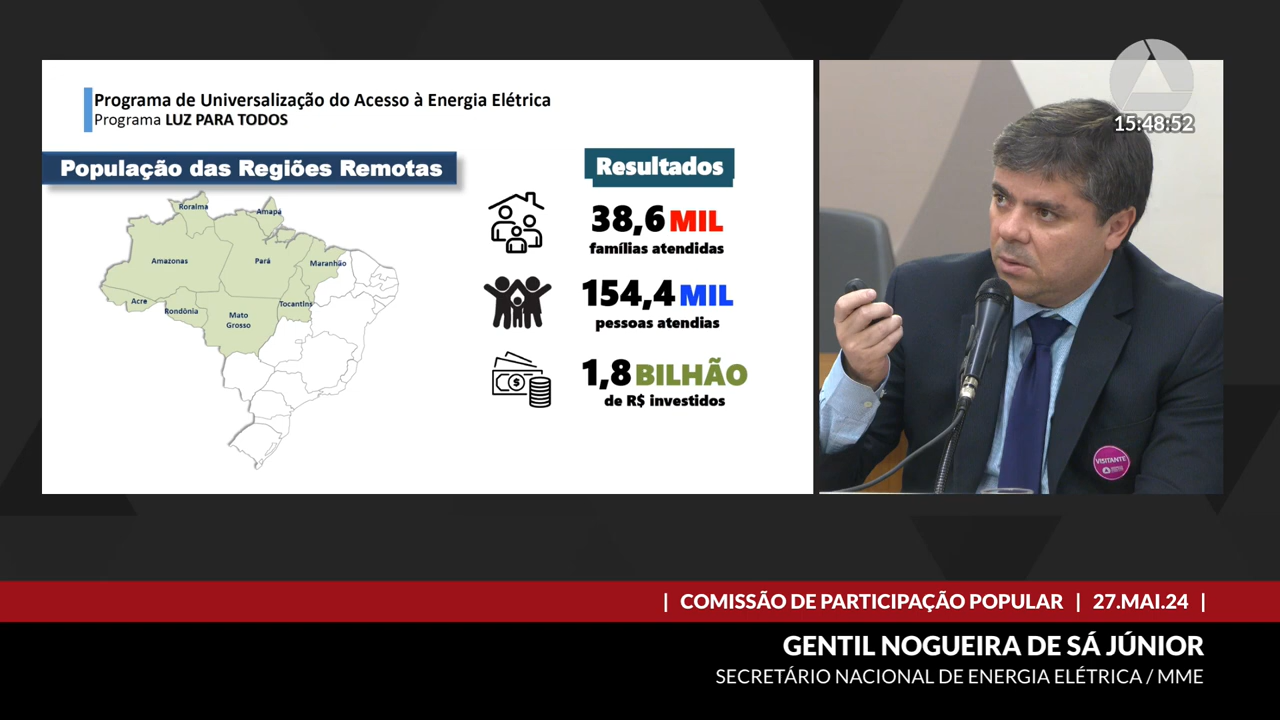 Programa de Universalização do Acesso à Energia Elétrica
Programa LUZ PARA TODOS
População das Regiões Remotas
Roraima
Amapá
Amazonas
Pará
Maranhão
Acre
Rondônia
Tocantins
Mato
Grosso
Resultados
38,6 MIL
famílias atendidas
154,4 MIL
pessoas atendias
1,8 BILHÃO
de R$ investidos
15:48:52
VISITANTE
| COMISSÃO DE PARTICIPAÇÃO POPULAR | 27.MAI.24 |
GENTIL NOGUEIRA DE SÁ JÚNIOR
SECRETÁRIO NACIONAL DE ENERGIA ELÉTRICA / MME